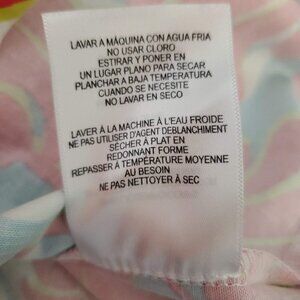 LAVAR A MÁQUINA CON AGUA FRIA
NO USAR CLORO
ESTIRAR Y PONER EN
UN LUGAR PLANO PARA SECAR
PLANCHAR A BAJA TEMPERATURA
CUANDO SE NECESITE
NO LAVAR EN SECO
LAVER À LA MACHINE À L'EAU FROIDE
NE PAS UTILISER D'AGENT DEBLANCHIMENT
SÉCHER À PLAT EN
REDONNANT FORME
REPASSER À TEMPÉRATURE MOYENNE
AU BESOIN
NE PAS NETTOYER À SEC